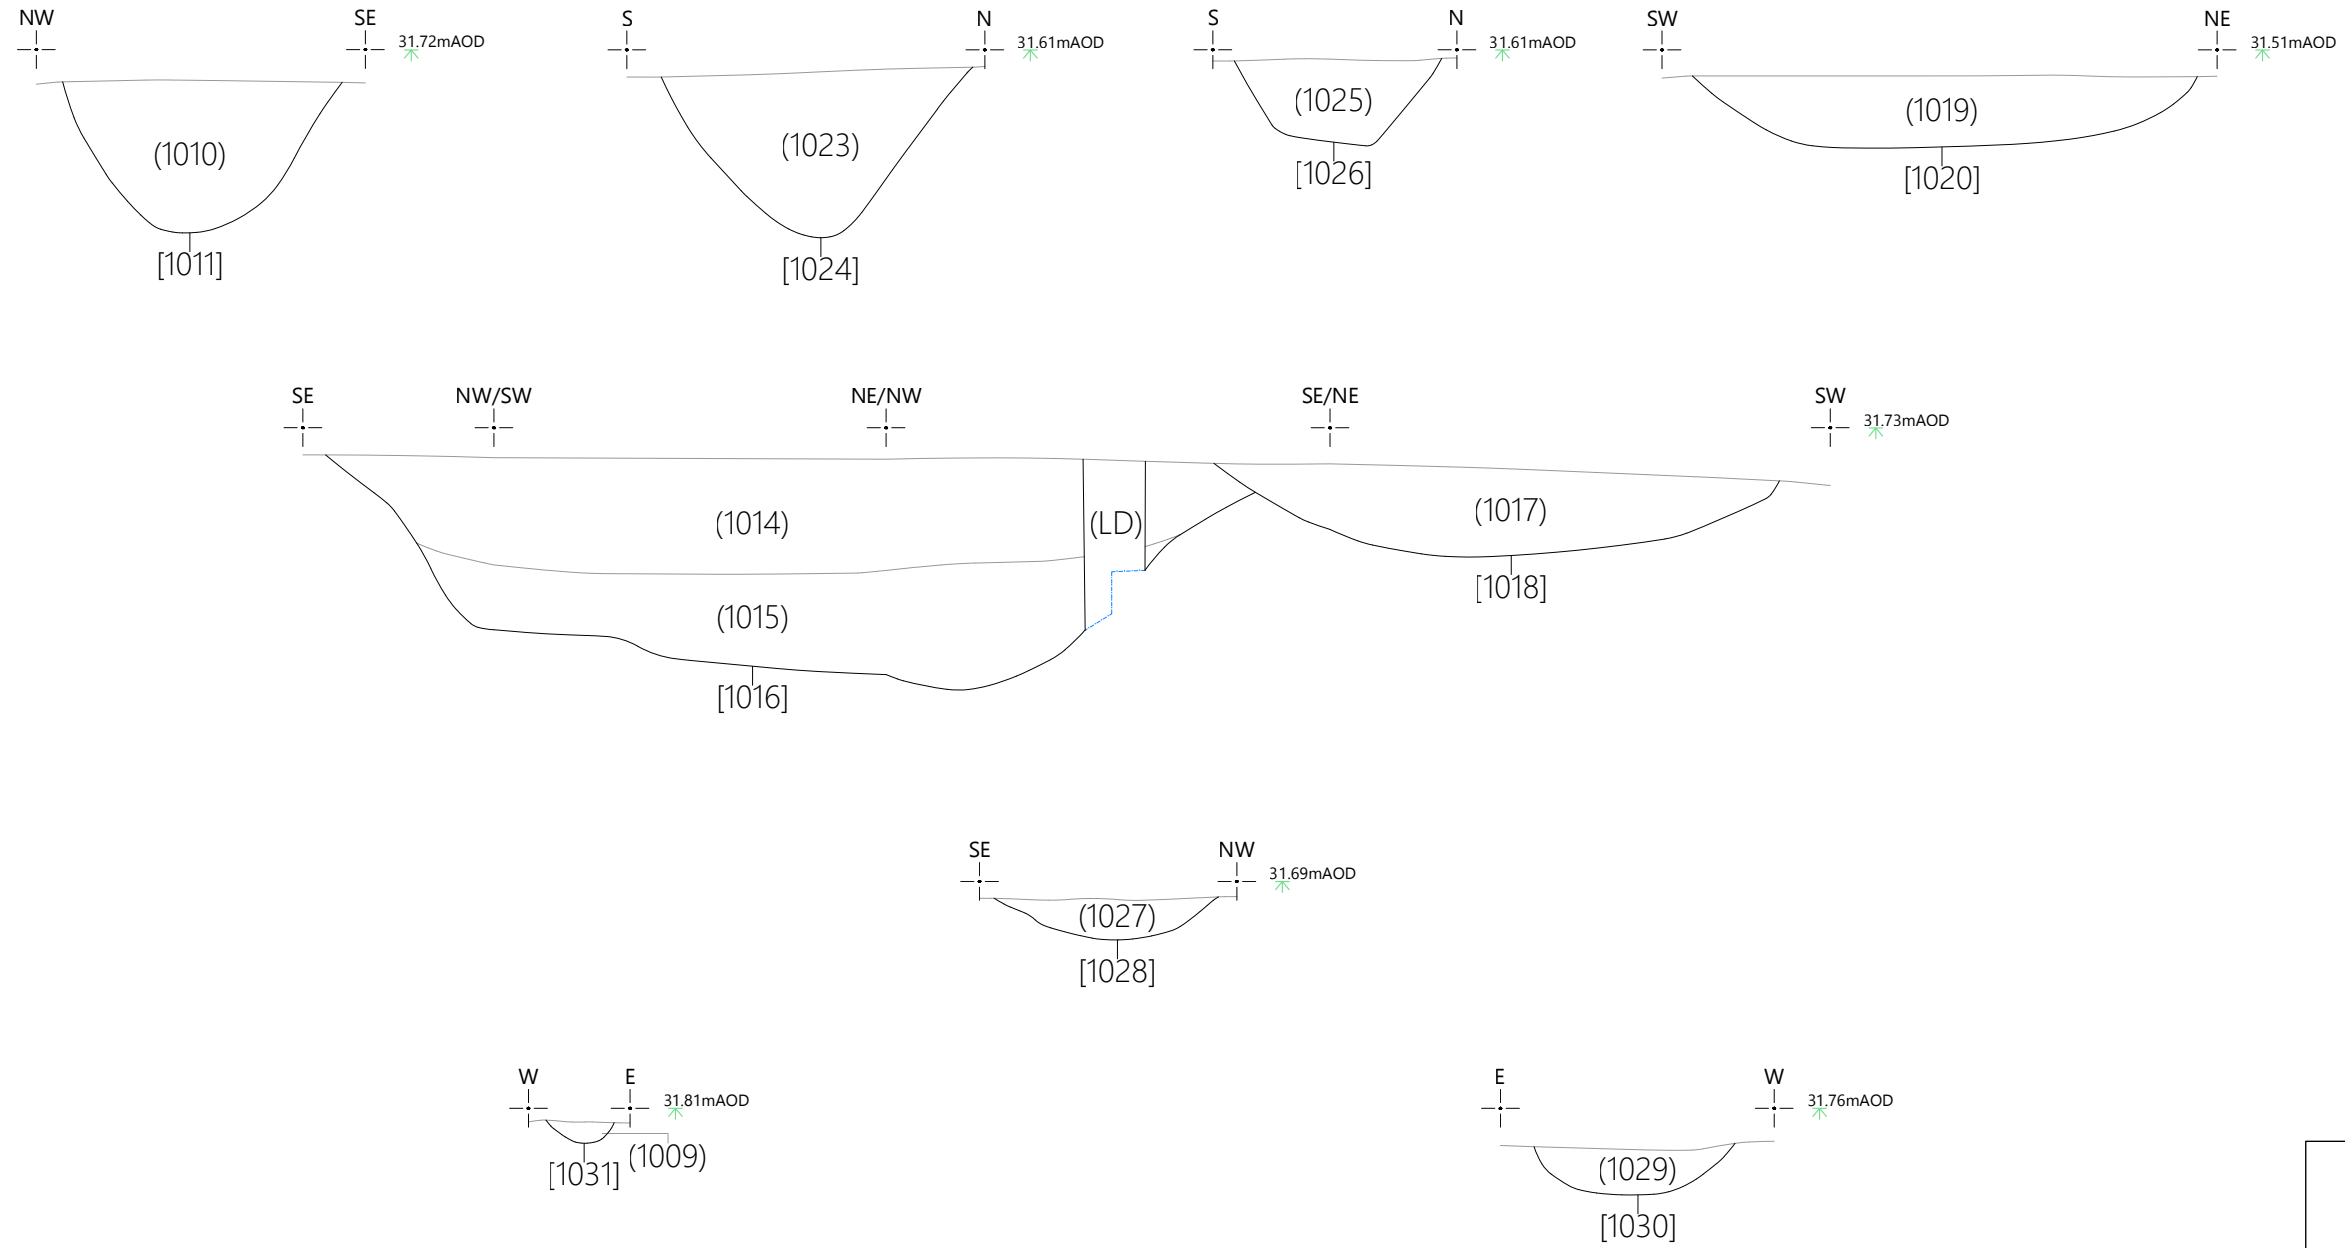 NW SE 31.72mAOD
(1010)
[1011]
S N 31.61mAOD
(1023)
[1024]
S N 31.61mAOD
(1025)
[1026]
SW NE 31.51mAOD
(1019)
[1020]
SE NW/SW NE/NW SE/NE SW 31.73mAOD
(1014) (LD) (1017)
(1015) [1018]
[1016]
SE NW 31.69mAOD
(1027)
[1028]
W E 31.81mAOD
[1031] (1009)
E W 31.76mAOD
(1029)
[1030]